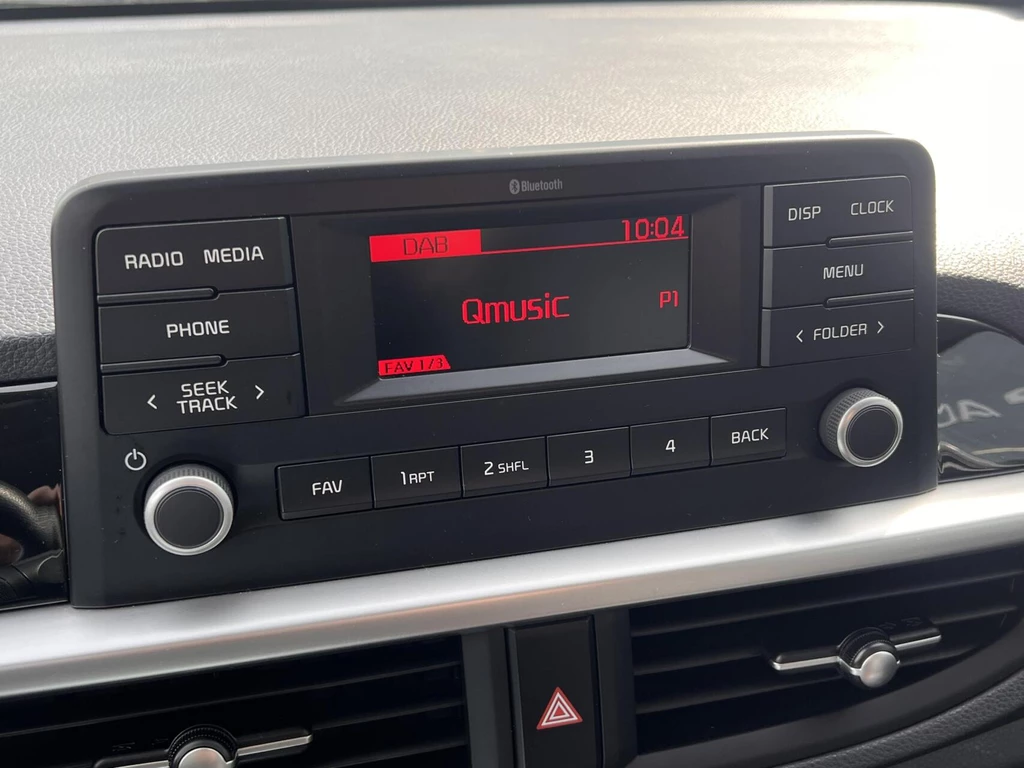 Bluetooth
RADIO MEDIA
PHONE
< SEEK TRACK >
DAB 10:04
Qmusic P1
FAV 1/3
DISP CLOCK
MENU
< FOLDER >
FAV 1 RPT 2 SHFL 3 4 BACK